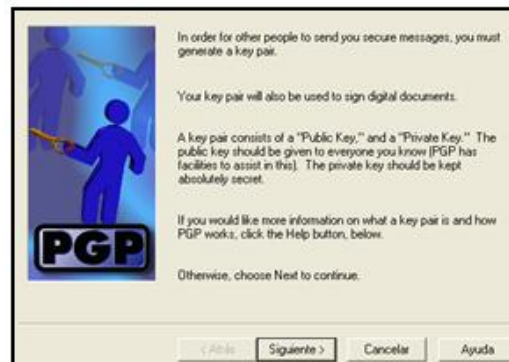 In order for other people to send you secure messages, you must
generate a key pair.
Your key pair will also be used to sign digital documents.
A key pair consists of a "Public Key," and a "Private Key." The
public key should be given to everyone you know (PGP has
facilities to assist in this). The private key should be kept
absolutely secret.
If you would like more information on what a key pair is and how
PGP works, click the Help button, below.
Otherwise, choose Next to continue.
PGP
< Atrás
Siguiente >
Cancelar
Ayuda